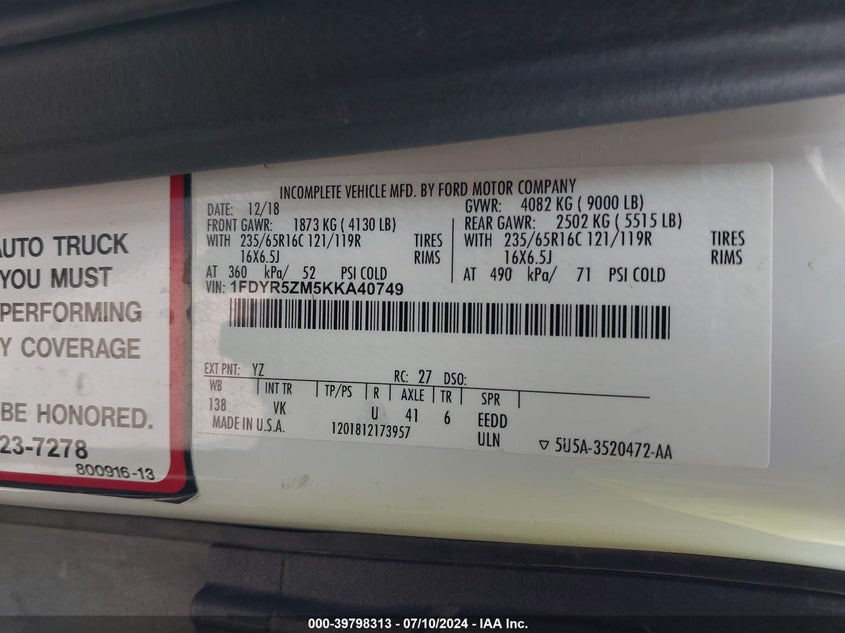 AUTO TRUCK
YOU MUST
PERFORMING
Y COVERAGE
BE HONORED.
23-7278
800916-13
INCOMPLETE VEHICLE MFD. BY FORD MOTOR COMPANY
DATE: 12/18 GVWR: 4082 KG ( 9000 LB)
FRONT GAWR: 1873 KG ( 4130 LB) REAR GAWR: 2502 KG ( 5515 LB)
WITH 235/65R16C 121/119R TIRES WITH 235/65R16C 121/119R TIRES
16X6.5J RIMS 16X6.5J RIMS
AT 360 kPa/ 52 PSI COLD AT 490 kPa/ 71 PSI COLD
VIN: 1FDYR5ZM5KKA40749
EXT PNT: YZ RC: 27 DSO:
WB INT TR TP/PS R AXLE TR SPR
138 VK U 41 6 EEDD
MADE IN U.S.A. 1201812173957 ULN ▽ 5U5A-3520472-AA
000-39798313 - 07/10/2024 - IAA Inc.